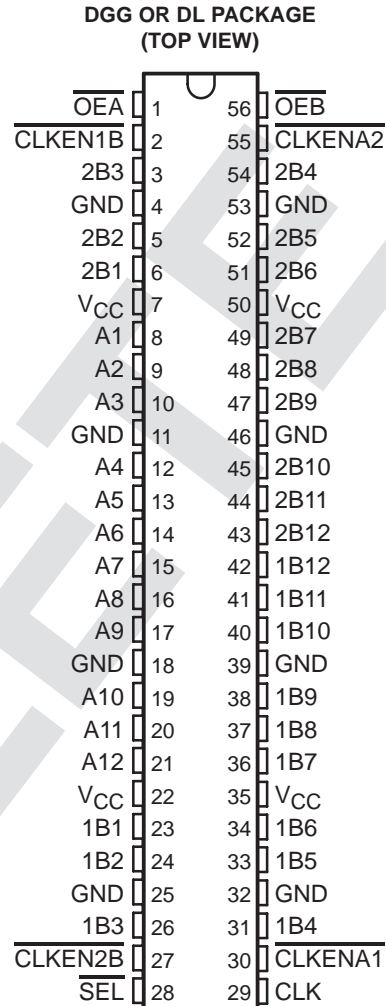 DGG OR DL PACKAGE
(TOP VIEW)
OEA 1 56 OEB
CLKEN1B 2 55 CLKENA2
2B3 3 54 2B4
GND 4 53 GND
2B2 5 52 2B5
2B1 6 51 2B6
VCC 7 50 VCC
A1 8 49 2B7
A2 9 48 2B8
A3 10 47 2B9
GND 11 46 GND
A4 12 45 2B10
A5 13 44 2B11
A6 14 43 2B12
A7 15 42 1B12
A8 16 41 1B11
A9 17 40 1B10
GND 18 39 GND
A10 19 38 1B9
A11 20 37 1B8
A12 21 36 1B7
VCC 22 35 VCC
1B1 23 34 1B6
1B2 24 33 1B5
GND 25 32 GND
1B3 26 31 1B4
CLKEN2B 27 30 CLKENA1
SEL 28 29 CLK